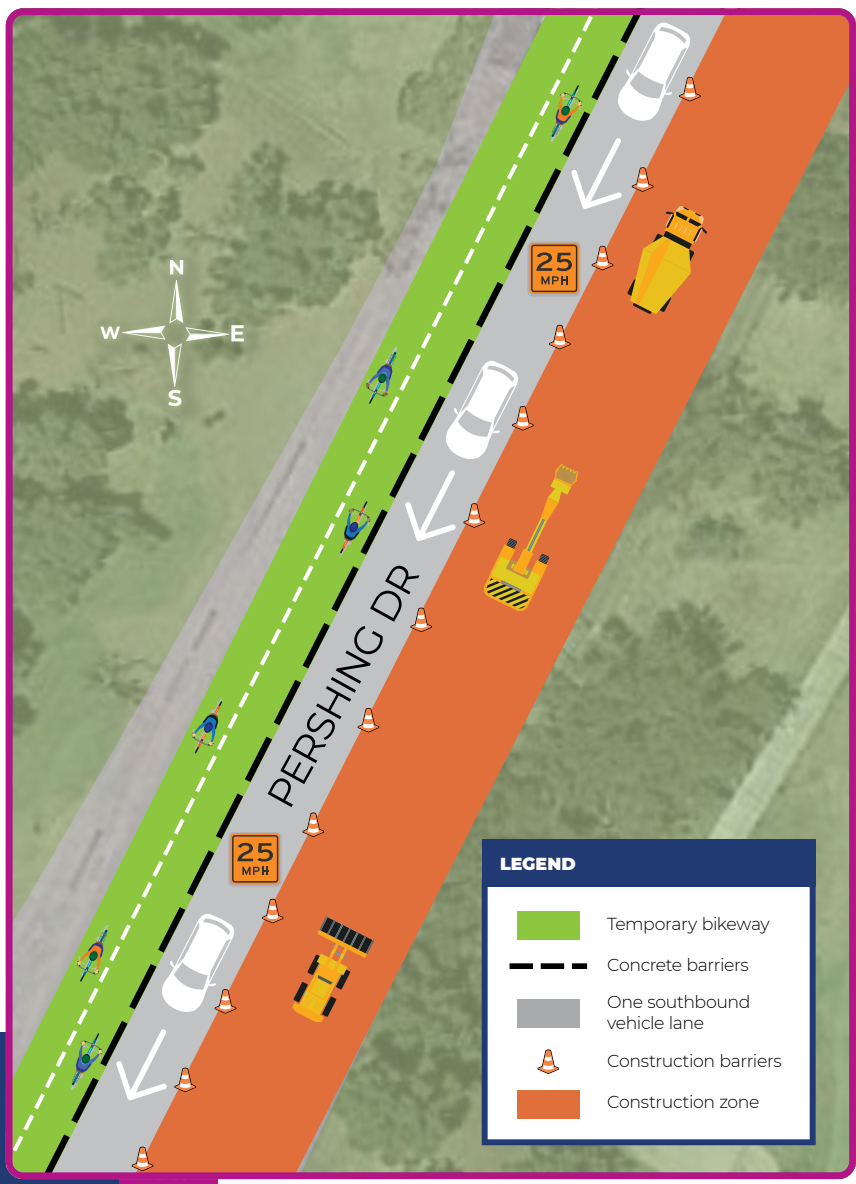 25
MPH
N
W
E
S
PERSHING DR
25
MPH
LEGEND
Temporary bikeway
Concrete barriers
One southbound
vehicle lane
Construction barriers
Construction zone